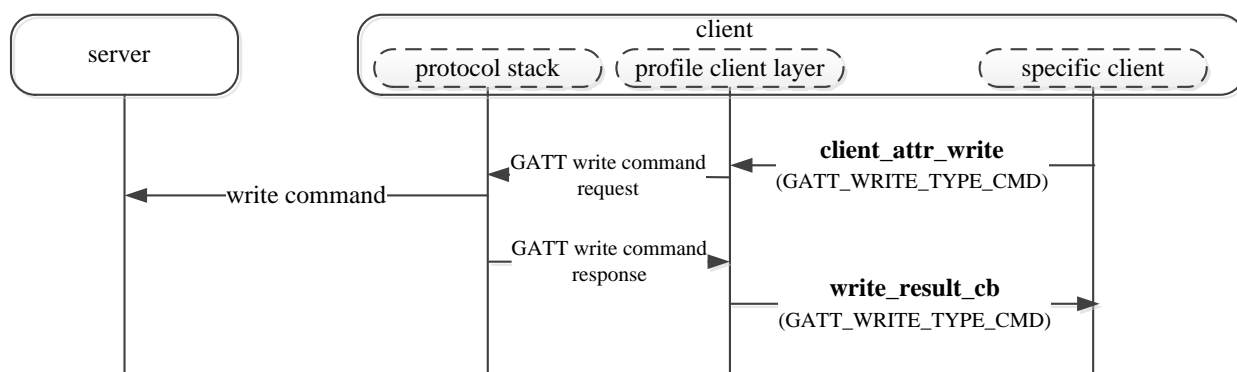 client
server
protocol stack
profile client layer
specific client
client_attr_write
(GATT_WRITE_TYPE_CMD)
GATT write command
request
write command
GATT write command
response
write_result_cb
(GATT_WRITE_TYPE_CMD)